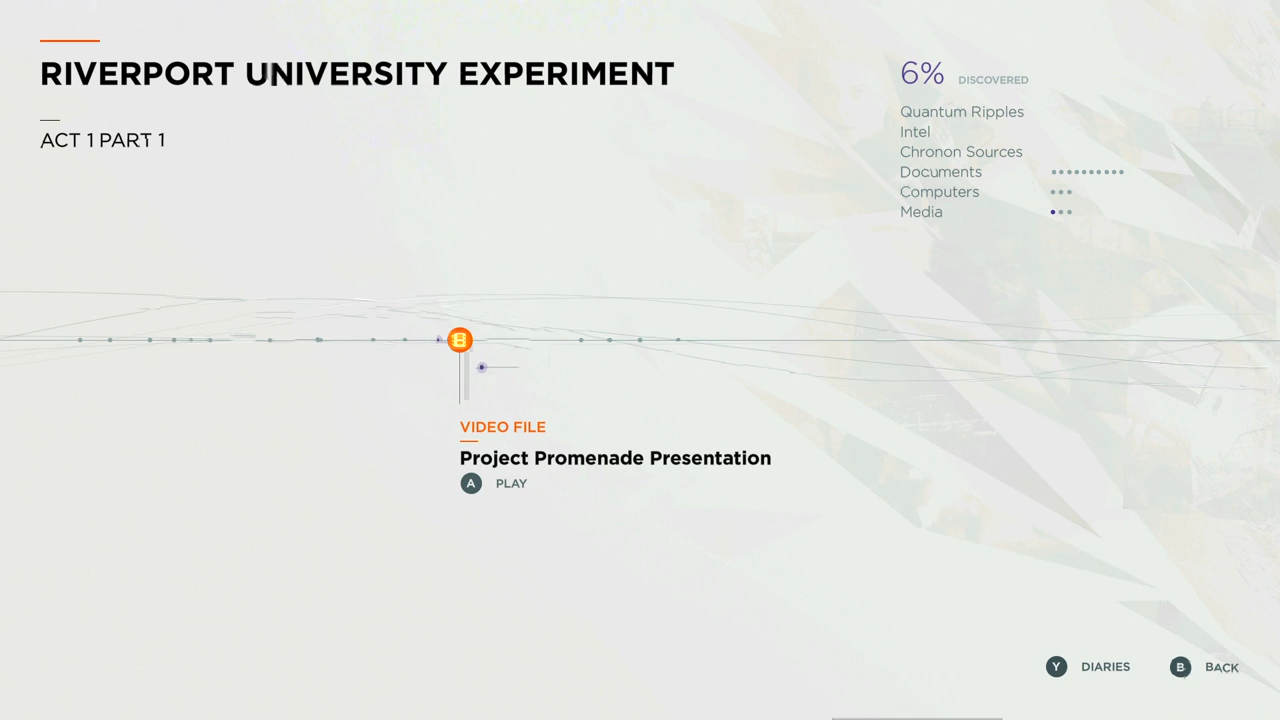 RIVERPORT UNIVERSITY EXPERIMENT
ACT 1 PART 1
6% DISCOVERED
Quantum Ripples
Intel
Chronon Sources
Documents
Computers
Media
VIDEO FILE
Project Promenade Presentation
A PLAY
Y DIARIES B BACK